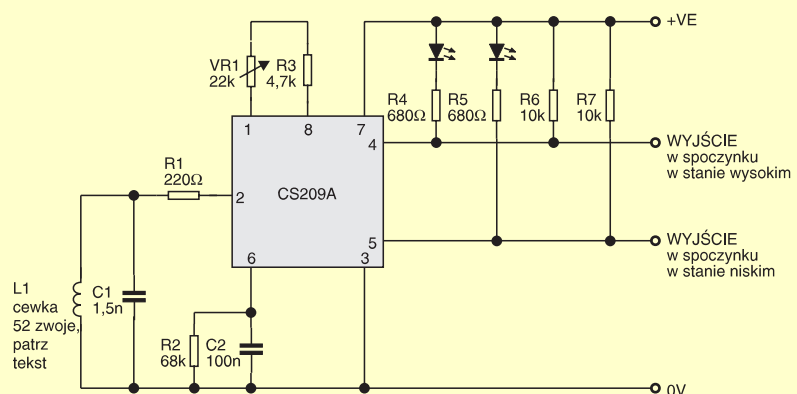 +VE
VR1
22k
R3
4,7k
1
8
7
R4
680Ω
R5
680Ω
R6
10k
R7
10k
4
WYJŚCIE
w spoczynku
w stanie wysokim
R1
220Ω
2
CS209A
5
WYJŚCIE
w spoczynku
w stanie niskim
6
3
L1
cewka
52 zwoje,
patrz
tekst
C1
1,5n
R2
68k
C2
100n
0V